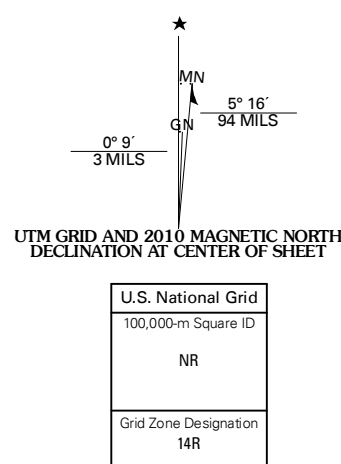 MN
GN
5° 16´
94 MILS
0° 9´
3 MILS
UTM GRID AND 2010 MAGNETIC NORTH
DECLINATION AT CENTER OF SHEET
U.S. National Grid
100,000-m Square ID
NR
Grid Zone Designation
14R